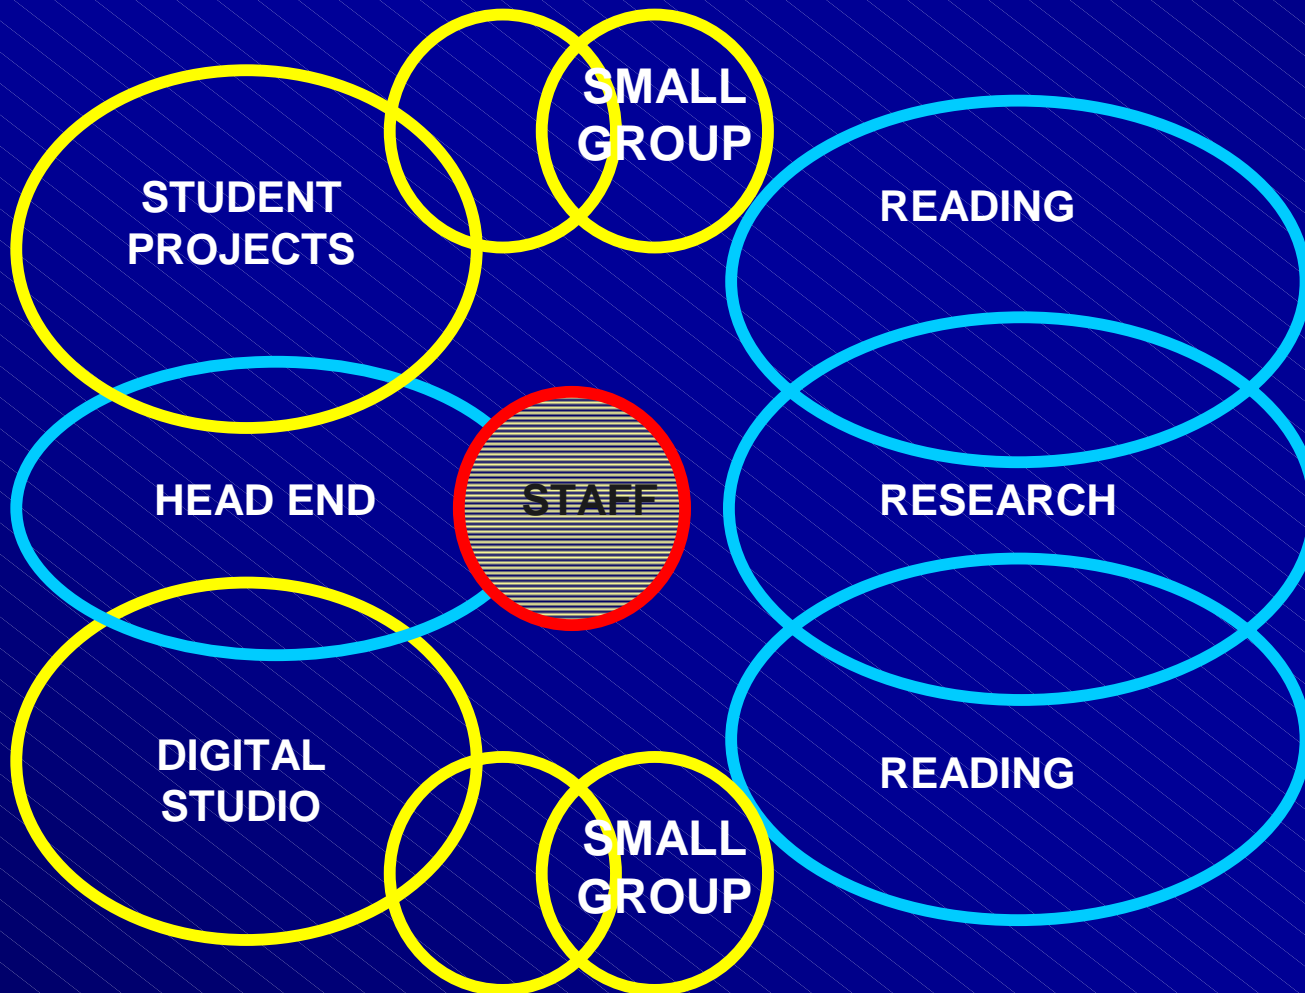 SMALL
GROUP
STUDENT
PROJECTS
READING
HEAD END
STAFF
RESEARCH
DIGITAL
STUDIO
READING
SMALL
GROUP